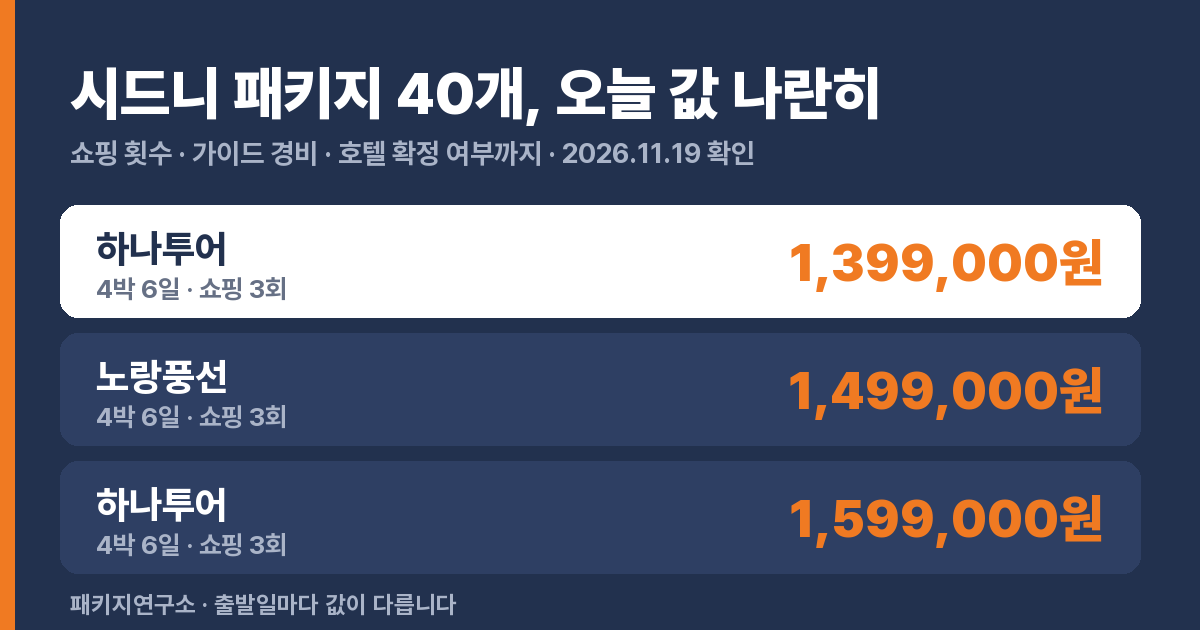 시드니 패키지 40개, 오늘 값 나란히
쇼핑 횟수 · 가이드 경비 · 호텔 확정 여부까지 · 2026.11.19 확인
하나투어
4박 6일 · 쇼핑 3회
1,399,000원
노랑풍선
4박 6일 · 쇼핑 3회
1,499,000원
하나투어
4박 6일 · 쇼핑 3회
1,599,000원
패키지연구소 · 출발일마다 값이 다릅니다